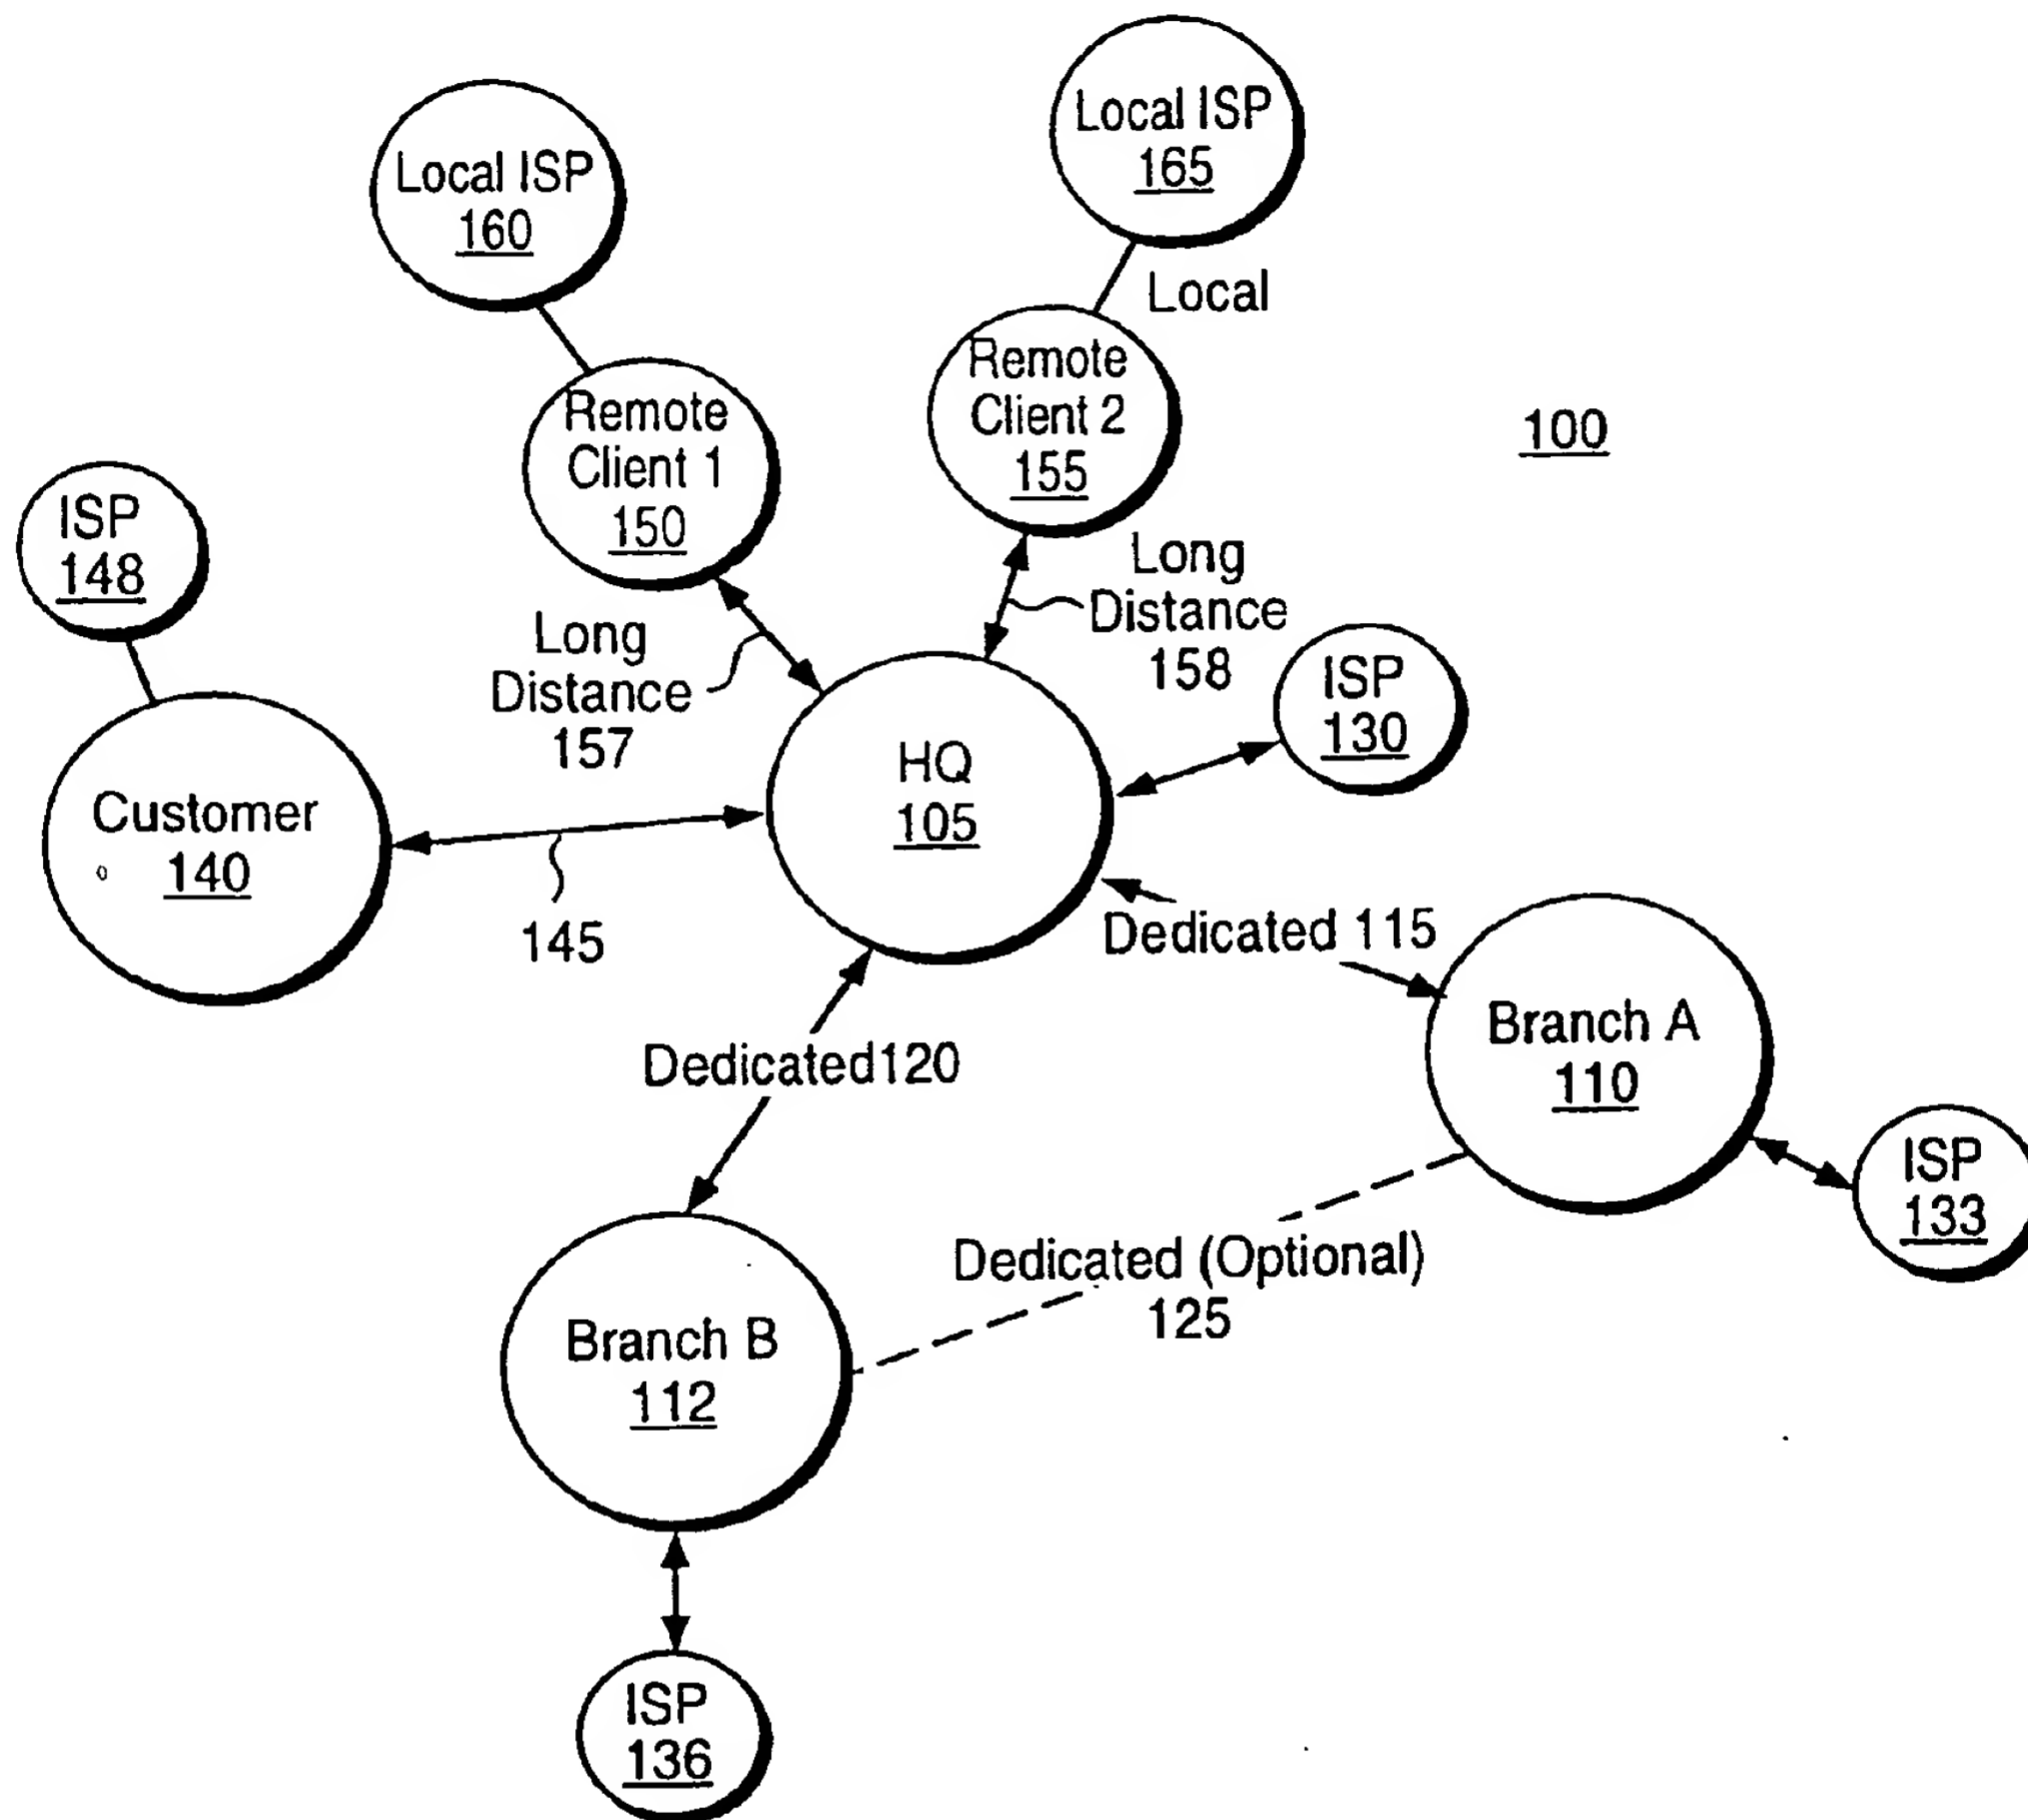 Local ISP
165
Local ISP
160
Local
Remote
Client 2
155
Remote
Client 1
150
100
ISP
148
Long
Distance
158
Long
Distance
157
ISP
130
HQ
105
Customer
140
145
Dedicated 115
Branch A
110
Dedicated120
ISP
133
Dedicated (Optional)
125
Branch B
112
ISP
136